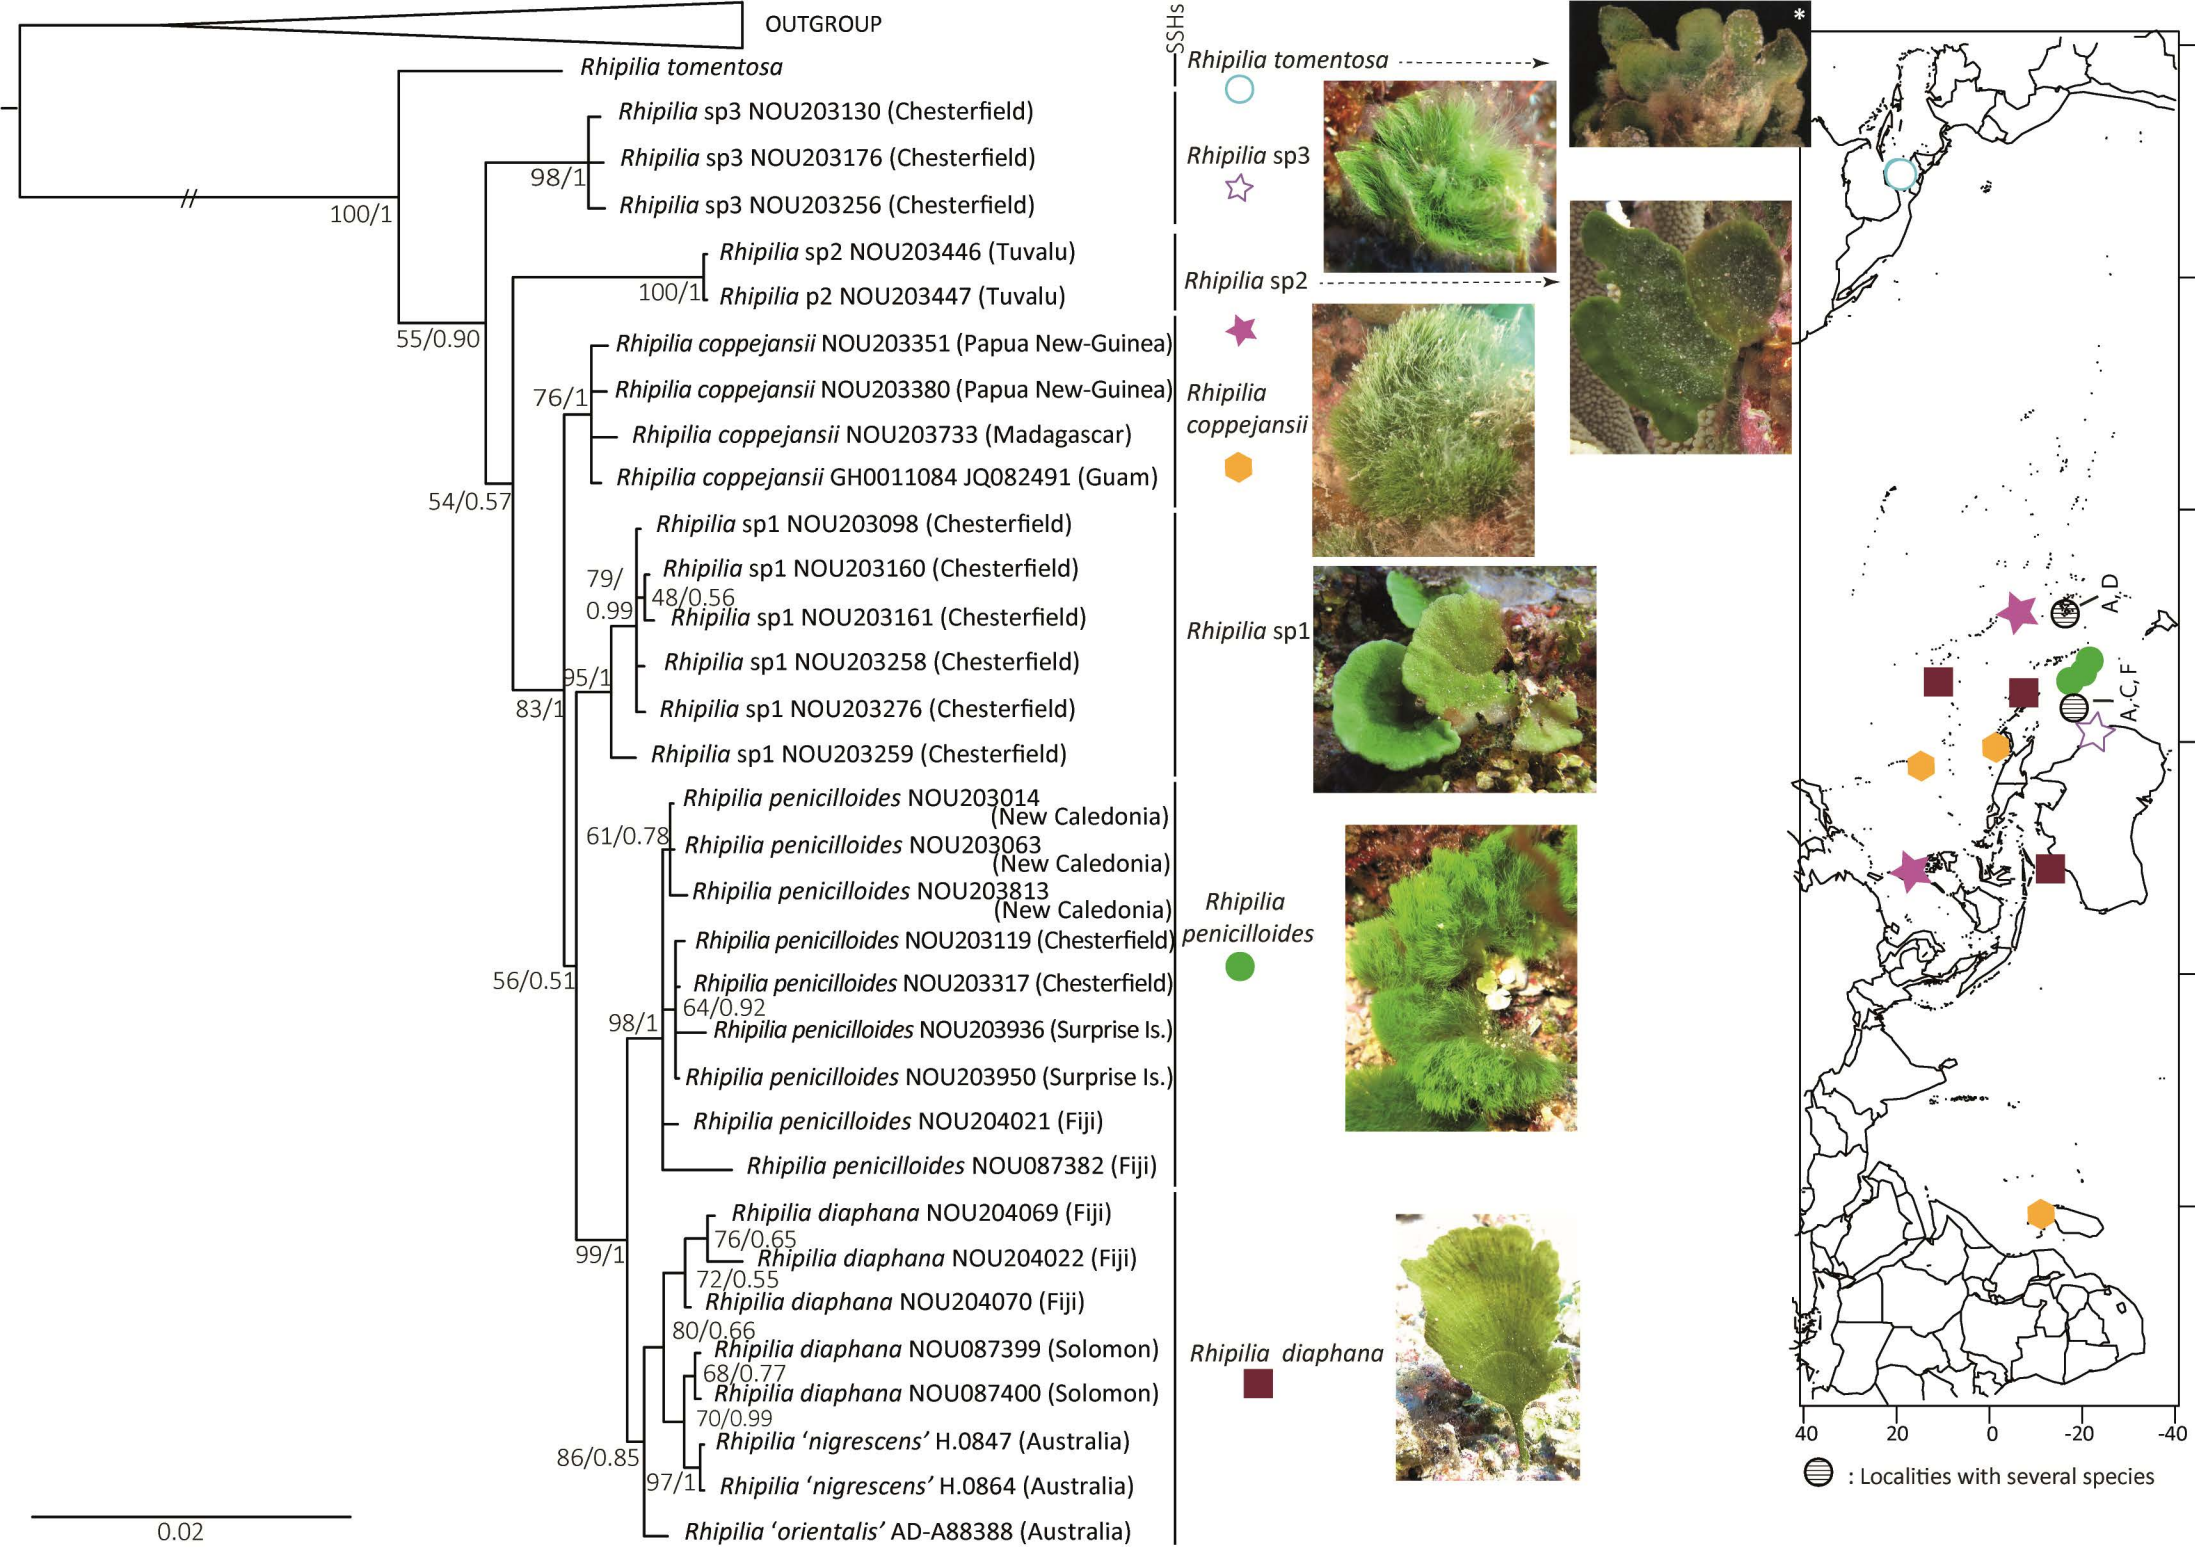 OUTGROUP
Rhipilia tomentosa
Rhipilia sp3 NOU203130 (Chesterfield)
Rhipilia sp3 NOU203176 (Chesterfield)
98/1
Rhipilia sp3 NOU203256 (Chesterfield)
100/1
Rhipilia sp2 NOU203446 (Tuvalu)
100/1
Rhipilia p2 NOU203447 (Tuvalu)
55/0.90
Rhipilia coppejansii NOU203351 (Papua New-Guinea)
Rhipilia coppejansii NOU203380 (Papua New-Guinea)
76/1
Rhipilia coppejansii NOU203733 (Madagascar)
Rhipilia coppejansii GH0011084 JQ082491 (Guam)
54/0.57
Rhipilia sp1 NOU203098 (Chesterfield)
Rhipilia sp1 NOU203160 (Chesterfield)
79/
0.99
48/0.56
Rhipilia sp1 NOU203161 (Chesterfield)
Rhipilia sp1 NOU203258 (Chesterfield)
95/1
83/1
Rhipilia sp1 NOU203276 (Chesterfield)
Rhipilia sp1 NOU203259 (Chesterfield)
Rhipilia penicilloides NOU203014
(New Caledonia)
61/0.78
Rhipilia penicilloides NOU203063
(New Caledonia)
Rhipilia penicilloides NOU203813
(New Caledonia)
Rhipilia penicilloides NOU203119 (Chesterfield)
56/0.51
Rhipilia penicilloides NOU203317 (Chesterfield)
64/0.92
98/1
Rhipilia penicilloides NOU203936 (Surprise Is.)
Rhipilia penicilloides NOU203950 (Surprise Is.)
Rhipilia penicilloides NOU204021 (Fiji)
Rhipilia penicilloides NOU087382 (Fiji)
Rhipilia diaphana NOU204069 (Fiji)
76/0.65
99/1
Rhipilia diaphana NOU204022 (Fiji)
72/0.55
Rhipilia diaphana NOU204070 (Fiji)
80/0.66
Rhipilia diaphana NOU087399 (Solomon)
68/0.77
Rhipilia diaphana NOU087400 (Solomon)
70/0.99
Rhipilia ‘nigrescens’ H.0847 (Australia)
86/0.85
97/1
Rhipilia ‘nigrescens’ H.0864 (Australia)
Rhipilia ‘orientalis’ AD-A88388 (Australia)
0.02
SSHs
Rhipilia tomentosa
Rhipilia sp3
Rhipilia sp2
Rhipilia
coppejansii
Rhipilia sp1
Rhipilia
penicilloides
Rhipilia diaphana
*
A,D
A,C,F
40 20 0 -20 -40
: Localities with several species